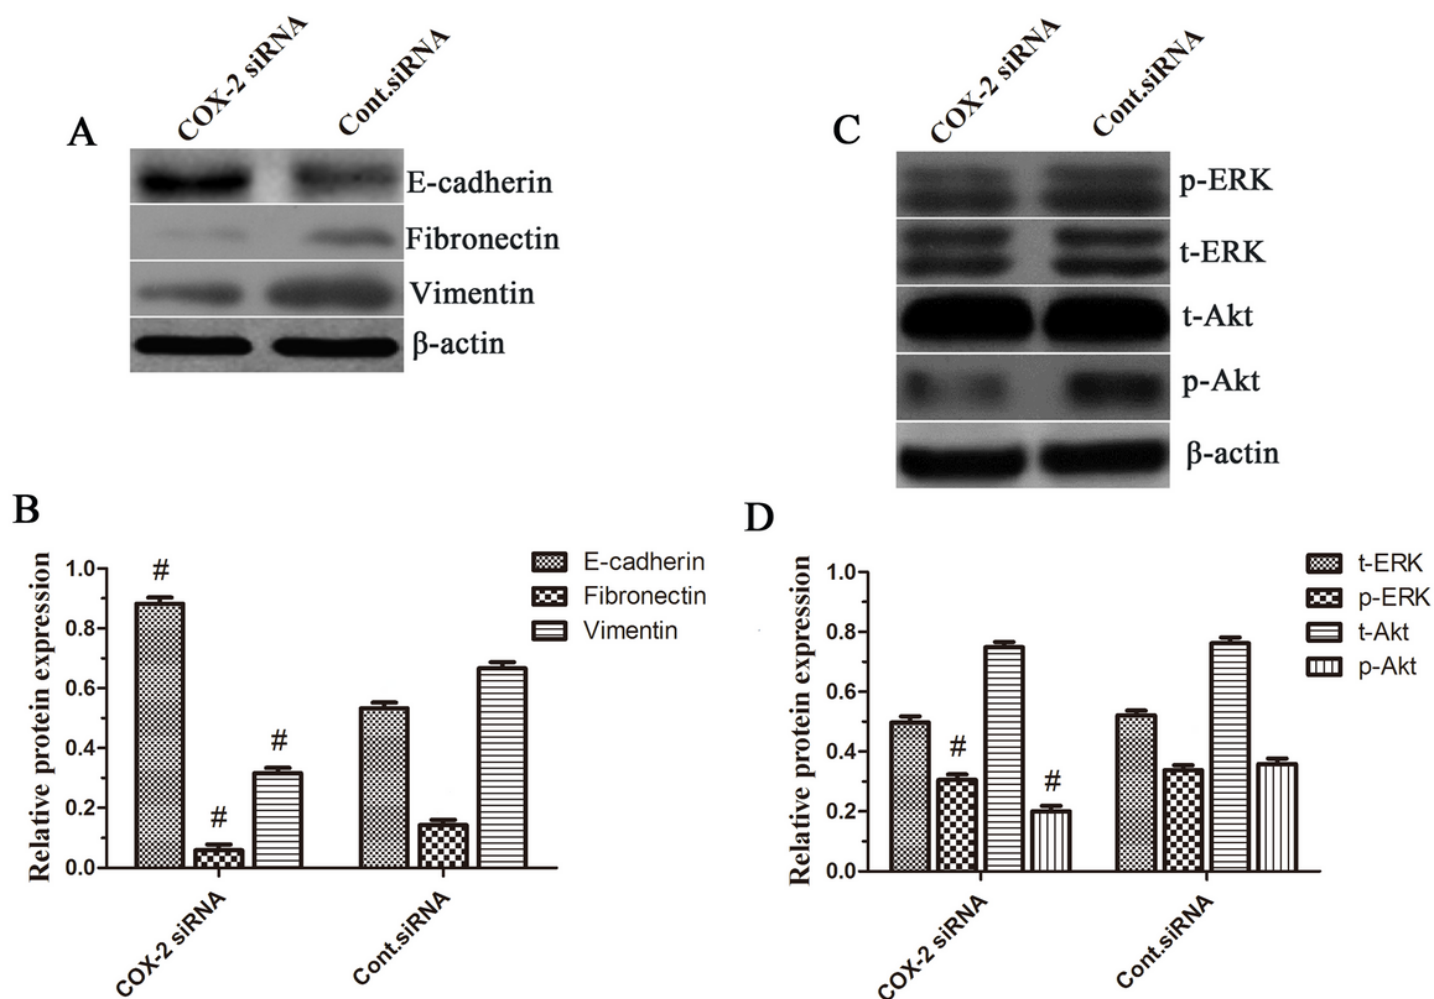 A
COX-2 siRNA
Cont.siRNA
E-cadherin
Fibronectin
Vimentin
β-actin
C
COX-2 siRNA
Cont.siRNA
p-ERK
t-ERK
t-Akt
p-Akt
β-actin
B
Relative protein expression
1.0
0.8
0.6
0.4
0.2
0.0
#
#
#
E-cadherin
Fibronectin
Vimentin
COX-2 siRNA
Cont.siRNA
D
Relative protein expression
1.0
0.8
0.6
0.4
0.2
0.0
#
#
t-ERK
p-ERK
t-Akt
p-Akt
COX-2 siRNA
Cont.siRNA